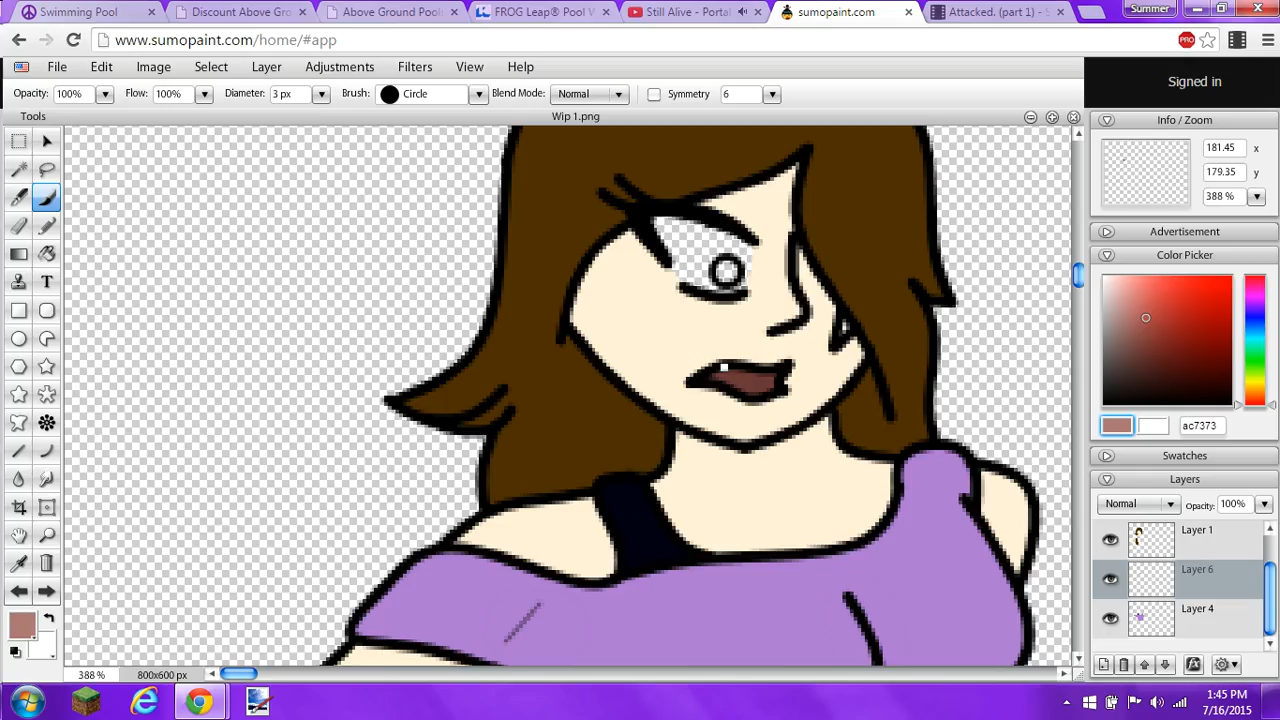 Swimming Pool
Discount Above Ground
Above Ground Pools
FROG Leap® Pool W
Still Alive - Portal
sumopaint.com
Attacked. (part 1) - S
Summer
www.sumopaint.com/home/#app
PRO
File Edit Image Select Layer Adjustments Filters View Help
Signed in
Opacity: 100% Flow: 100% Diameter: 3 px Brush: Circle Blend Mode: Normal Symmetry 6
Tools
Wip 1.png
Info / Zoom
181.45 x
179.35 y
388 %
Advertisement
Color Picker
ac7373
Swatches
Layers
Normal Opacity: 100%
Layer 1
Layer 6
Layer 4
T
388 % 800x600 px
1:45 PM
7/16/2015